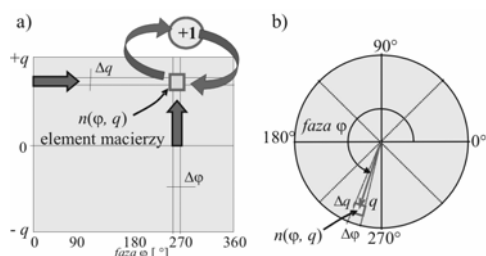 a)
+q
+1
Δq
n(φ, q)
element macierzy
0
Δφ
- q
0 90 180 270 360
faza φ [ °]
b)
90°
faza φ
180°
0°
Δq q
n(φ, q)
Δφ
270°